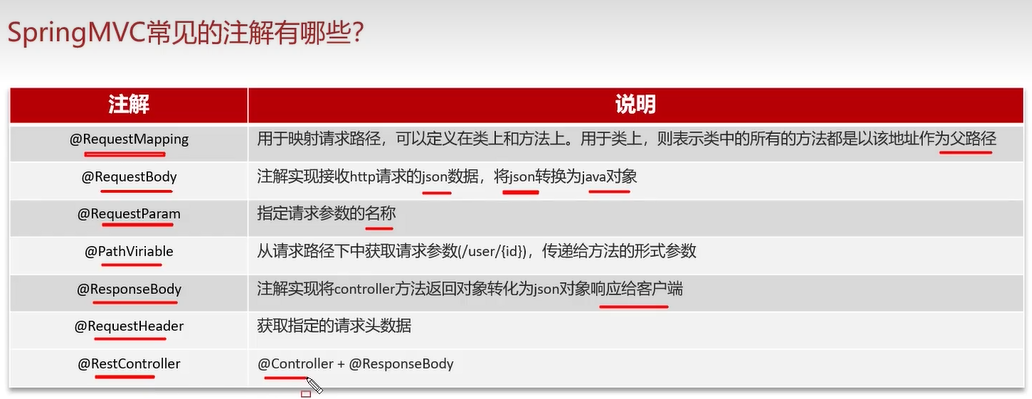 SpringMVC常见的注解有哪些?
注解 说明
@RequestMapping 用于映射请求路径，可以定义在类上和方法上。用于类上，则表示类中的所有的方法都是以该地址作为父路径
@RequestBody 注解实现接收http请求的json数据，将json转换为java对象
@RequestParam 指定请求参数的名称
@PathViriable 从请求路径下中获取请求参数(/user/{id})，传递给方法的形式参数
@ResponseBody 注解实现将controller方法返回对象转化为json对象响应给客户端
@RequestHeader 获取指定的请求头数据
@RestController @Controller + @ResponseBody